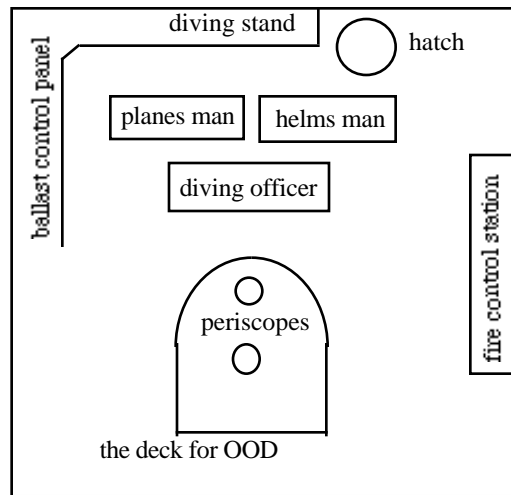 diving stand
hatch
ballast control panel
planes man
helms man
diving officer
fire control station
periscopes
the deck for OOD